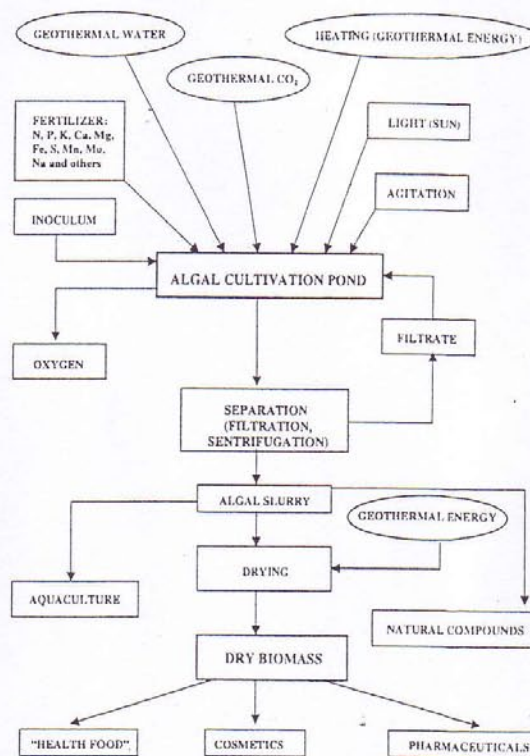 GEOTHERMAL WATER
HEATING (GEOTHERMAL ENERGY)
GEOTHERMAL CO₂
FERTILIZER:
N, P, K, Ca, Mg,
Fe, S, Mn, Mo,
Na and others
LIGHT (SUN)
AGITATION
INOCULUM
ALGAL CULTIVATION POND
OXYGEN
FILTRATE
SEPARATION
(FILTRATION,
SENTRIFUGATION)
ALGAL SLURRY
GEOTHERMAL
ENERGY
DRYING
AQUACULTURE
NATURAL COMPOUNDS
DRY BIOMASS
"HEALTH FOOD"
COSMETICS
PHARMACEUTICALS